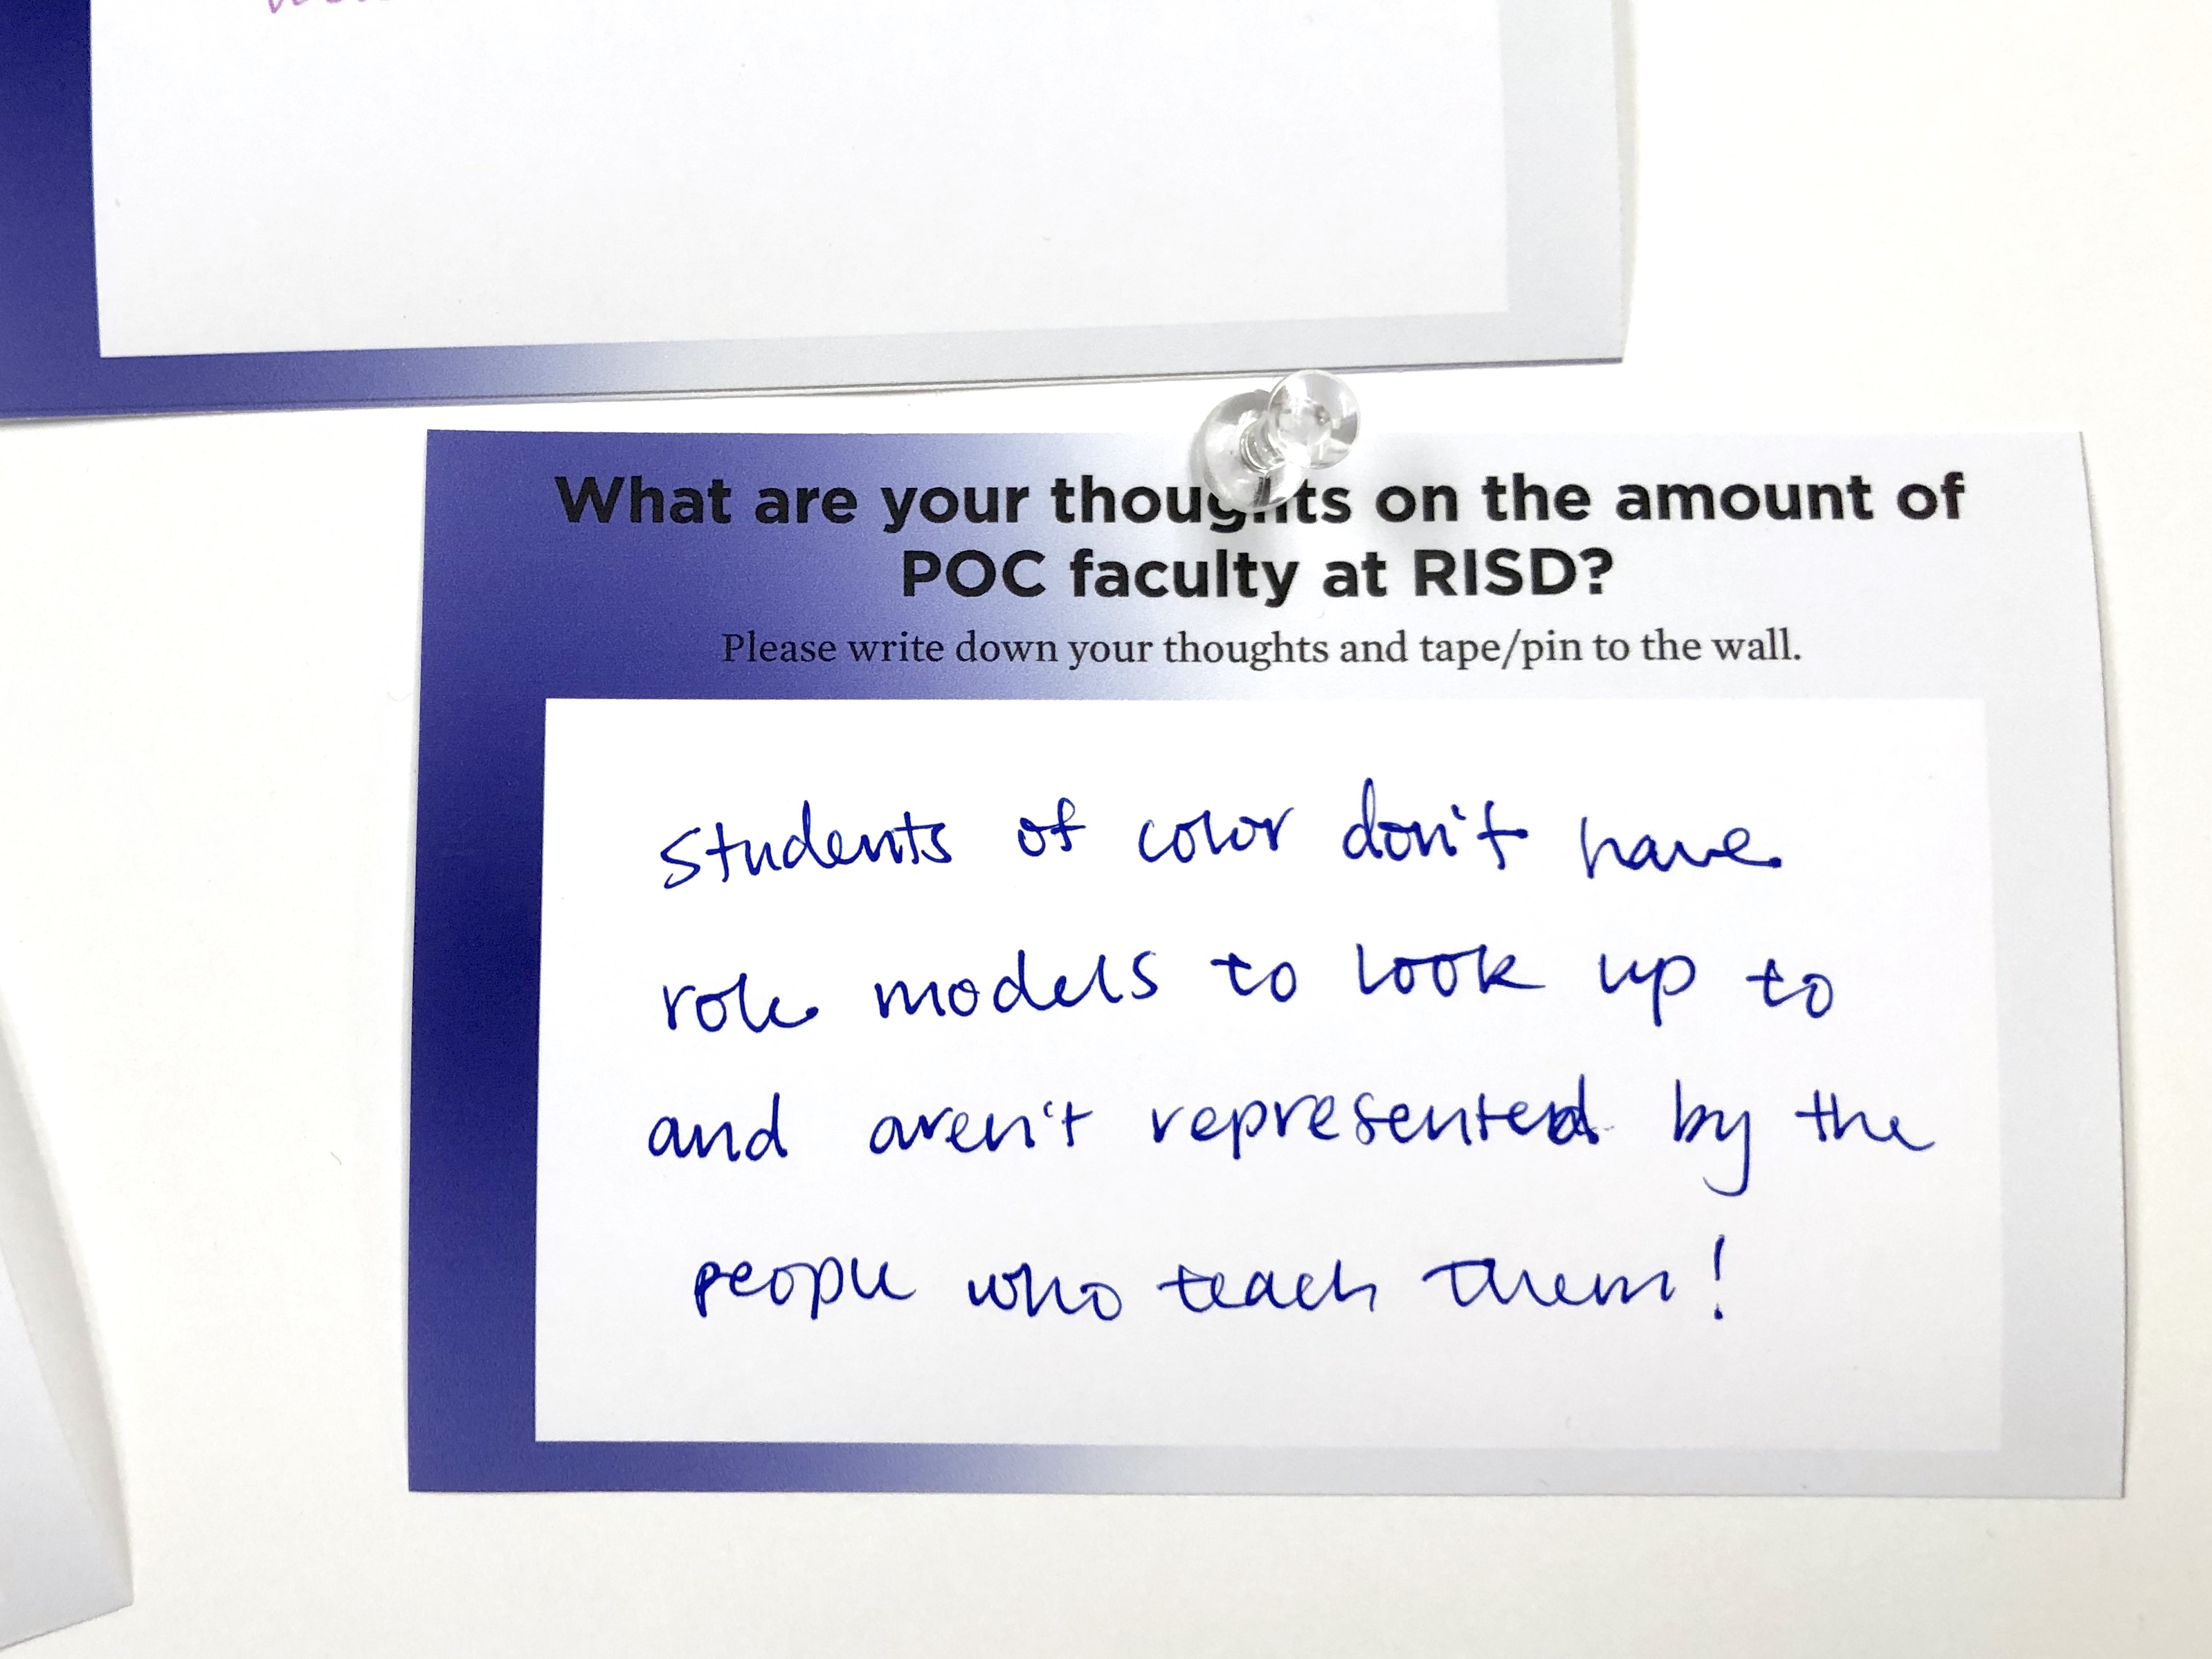 What are your thoughts on the amount of
POC faculty at RISD?
Please write down your thoughts and tape/pin to the wall.
students of color don't have
role models to look up to
and aren't represented by the
people who teach them!